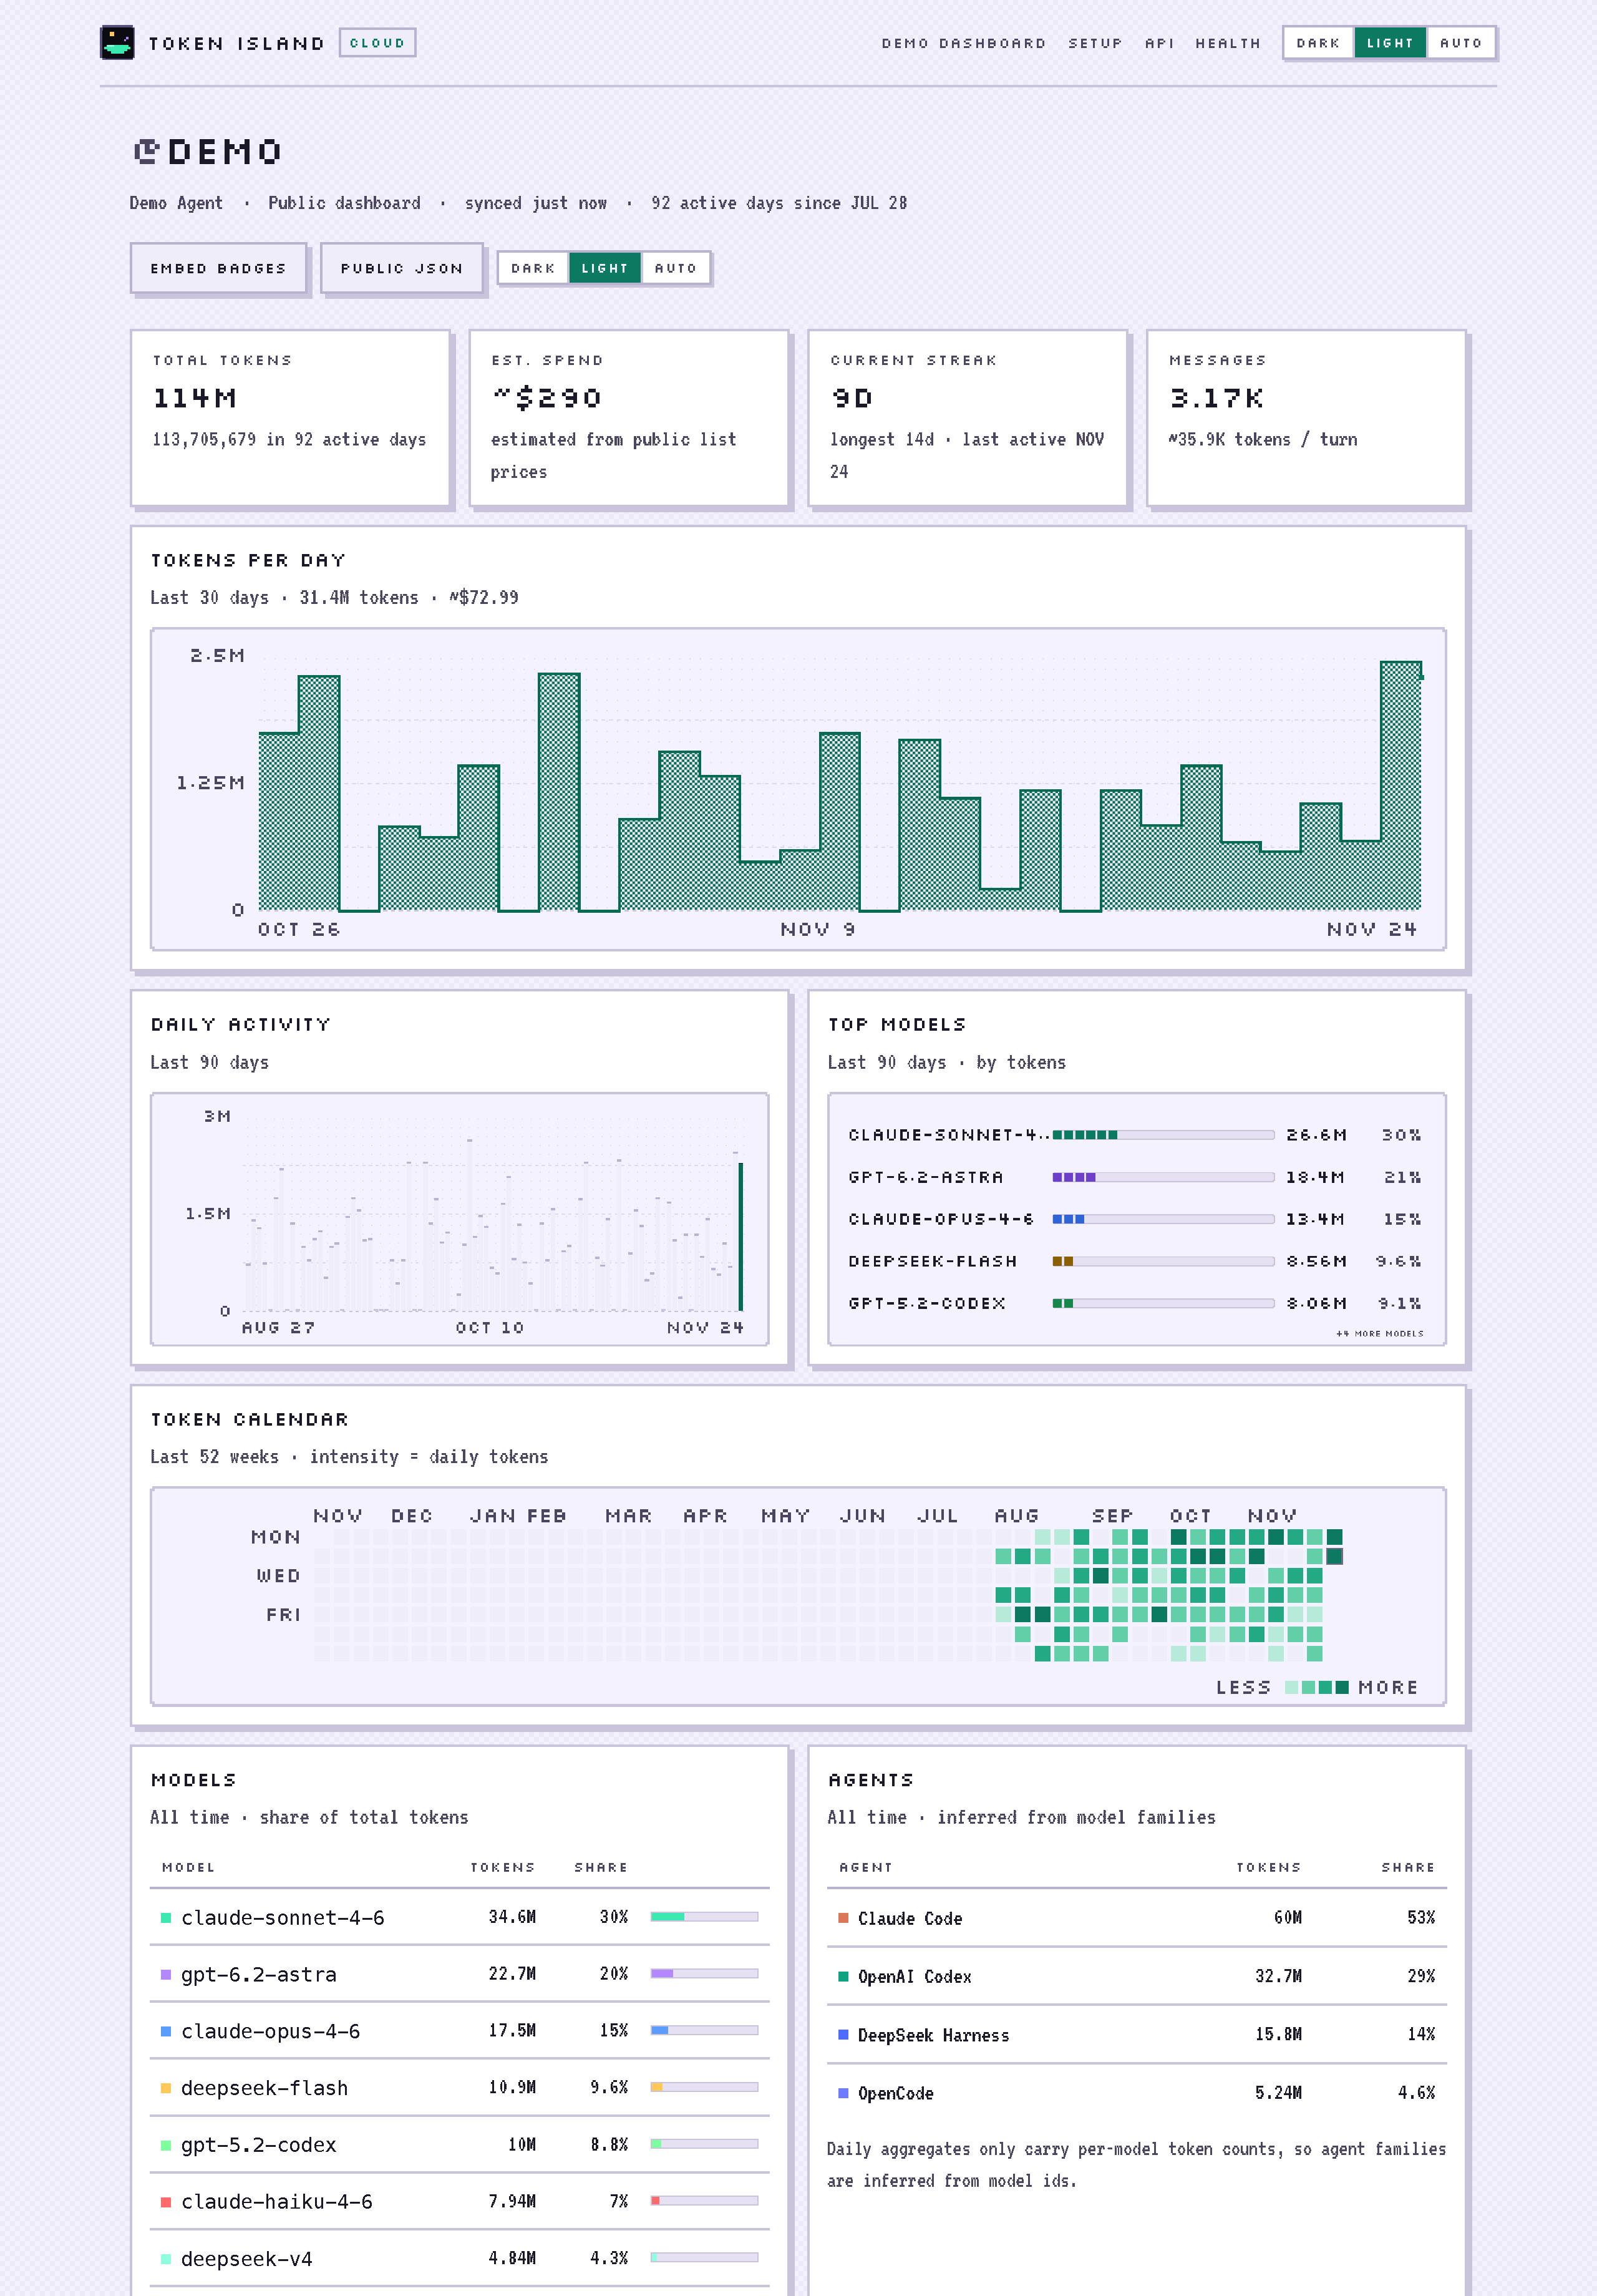 TOKEN ISLAND CLOUD
DEMO DASHBOARD SETUP API HEALTH DARK LIGHT AUTO
@DEMO
Demo Agent · Public dashboard · synced just now · 92 active days since JUL 28
EMBED BADGES PUBLIC JSON DARK LIGHT AUTO
TOTAL TOKENS
114M
113,705,679 in 92 active days
EST. SPEND
~$290
estimated from public list
prices
CURRENT STREAK
9D
longest 14d · last active NOV
24
MESSAGES
3.17K
~35.9K tokens / turn
TOKENS PER DAY
Last 30 days · 31.4M tokens · ~$72.99
2.5M
1.25M
0
OCT 26 NOV 9 NOV 24
DAILY ACTIVITY
Last 90 days
3M
1.5M
0
AUG 27 OCT 10 NOV 24
TOP MODELS
Last 90 days · by tokens
CLAUDE-SONNET-4.. 26.6M 30%
GPT-6.2-ASTRA 18.4M 21%
CLAUDE-OPUS-4-6 13.4M 15%
DEEPSEEK-FLASH 8.56M 9.6%
GPT-5.2-CODEX 8.06M 9.1%
+4 MORE MODELS
TOKEN CALENDAR
Last 52 weeks · intensity = daily tokens
NOV DEC JAN FEB MAR APR MAY JUN JUL AUG SEP OCT NOV
MON
WED
FRI
LESS MORE
MODELS
All time · share of total tokens
MODEL TOKENS SHARE
claude-sonnet-4-6 34.6M 30%
gpt-6.2-astra 22.7M 20%
claude-opus-4-6 17.5M 15%
deepseek-flash 10.9M 9.6%
gpt-5.2-codex 10M 8.8%
claude-haiku-4-6 7.94M 7%
deepseek-v4 4.84M 4.3%
AGENTS
All time · inferred from model families
AGENT TOKENS SHARE
Claude Code 60M 53%
OpenAI Codex 32.7M 29%
DeepSeek Harness 15.8M 14%
OpenCode 5.24M 4.6%
Daily aggregates only carry per-model token counts, so agent families
are inferred from model ids.